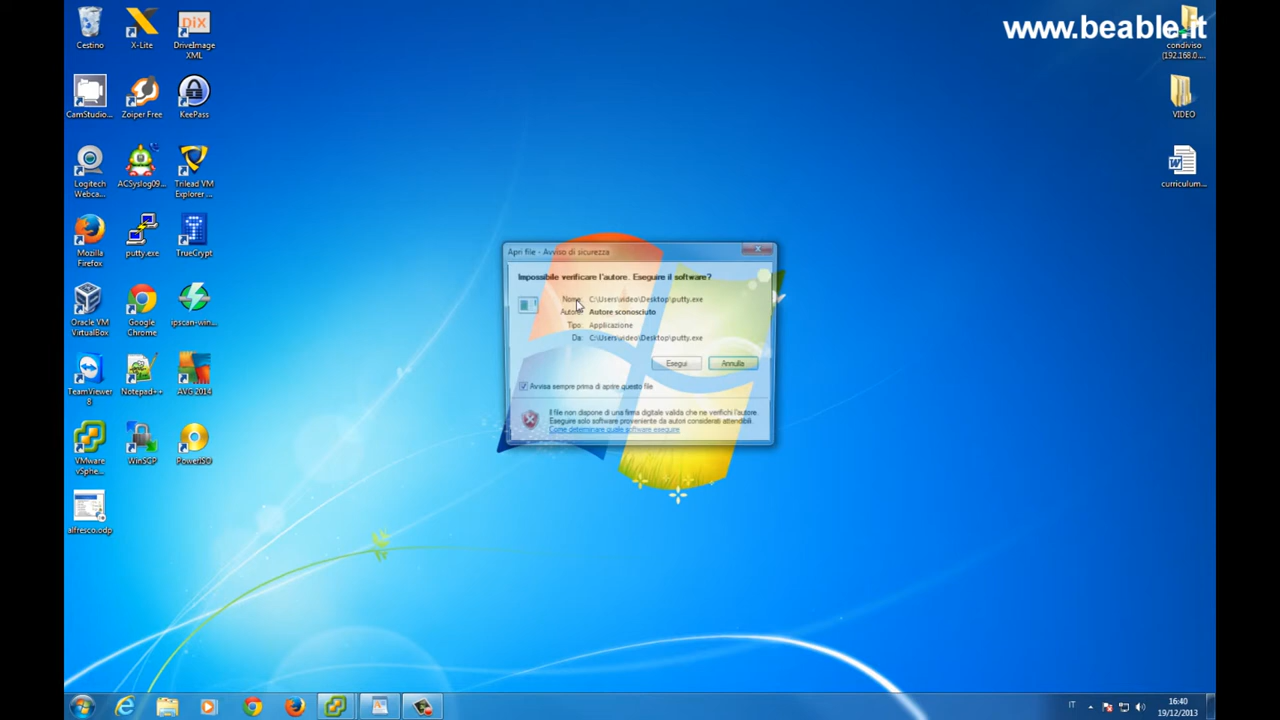 www.beable.it
Cestino
X-Lite
DriveImage
XML
condiviso
(192.168.0....
CamStudio...
Zoiper Free
KeePass
VIDEO
Logitech
Webca...
ACSyslog09...
Trilead VM
Explorer ...
curriculum...
Mozilla
Firefox
putty.exe
TrueCrypt
Apri file - Avviso di sicurezza
Impossibile verificare l'autore. Eseguire il software?
Nome: C:\Users\video\Desktop\putty.exe
Autore: Autore sconosciuto
Tipo: Applicazione
Da: C:\Users\video\Desktop\putty.exe
Esegui
Annulla
Avvisa sempre prima di aprire questo file
Il file non dispone di una firma digitale valida che ne verifichi l'autore.
Eseguire solo software proveniente da autori considerati attendibili.
Come determinare quale software eseguire
Oracle VM
VirtualBox
Google
Chrome
ipscan-win...
TeamViewer
8
Notepad++
AVG 2014
VMware
vSphe...
WinSCP
PowerISO
alfresco.odp
IT
16:40
19/12/2013